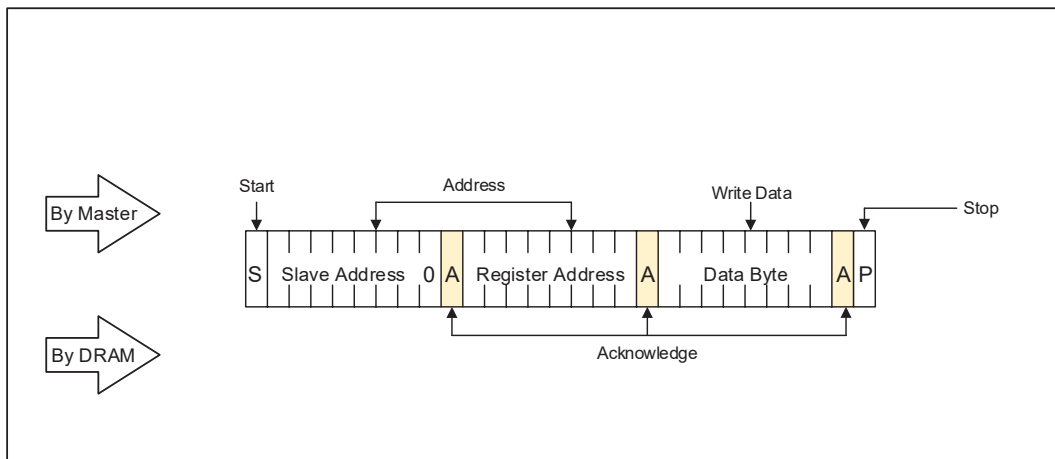 Start
Address
Write Data
Stop
By Master
S Slave Address 0 A Register Address A Data Byte A P
By DRAM
Acknowledge